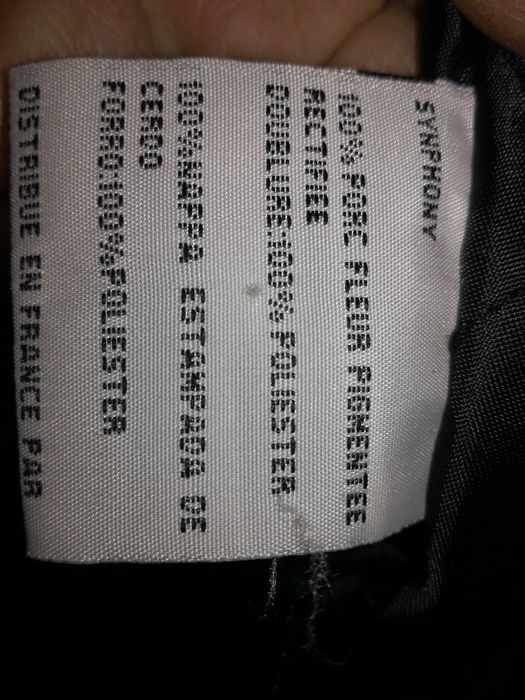 SYNPHONY
100% PORC FLEUR PIGMENTEE
RECTIFIEE
DOUBLURE:100% POLIESTER
100% NAPPA ESTAMPADA DE
CERDO
FORRO:100%POLIESTER
DISTRIBUE EN FRANCE PAR